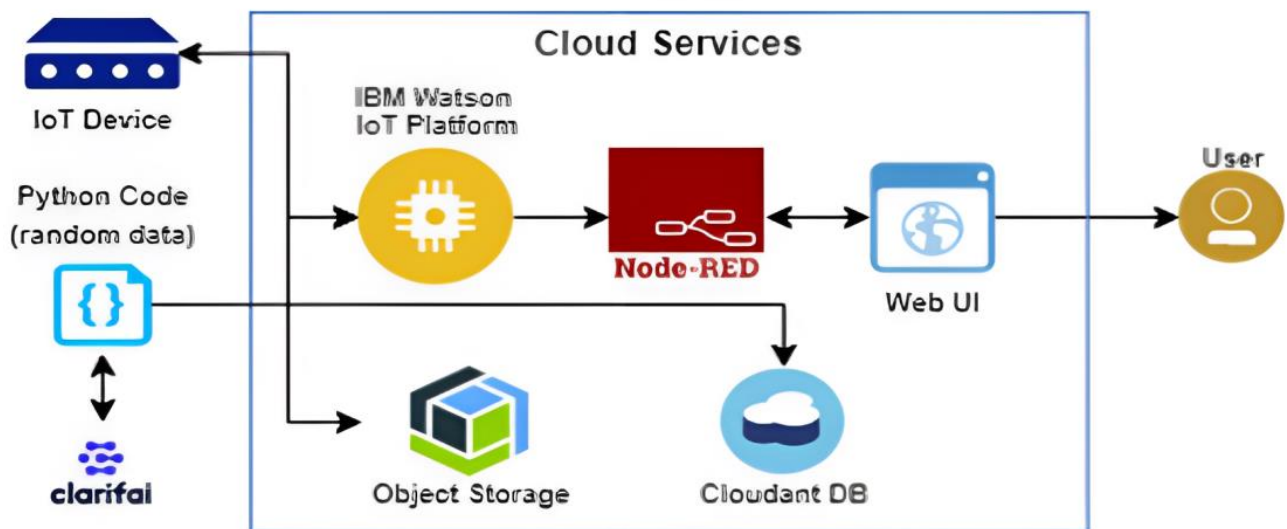 Cloud Services
IoT Device
IBM Watson
IoT Platform
User
Python Code
(random data)
{}
Node-RED
Web UI
clarifai
Object Storage
Cloudant DB